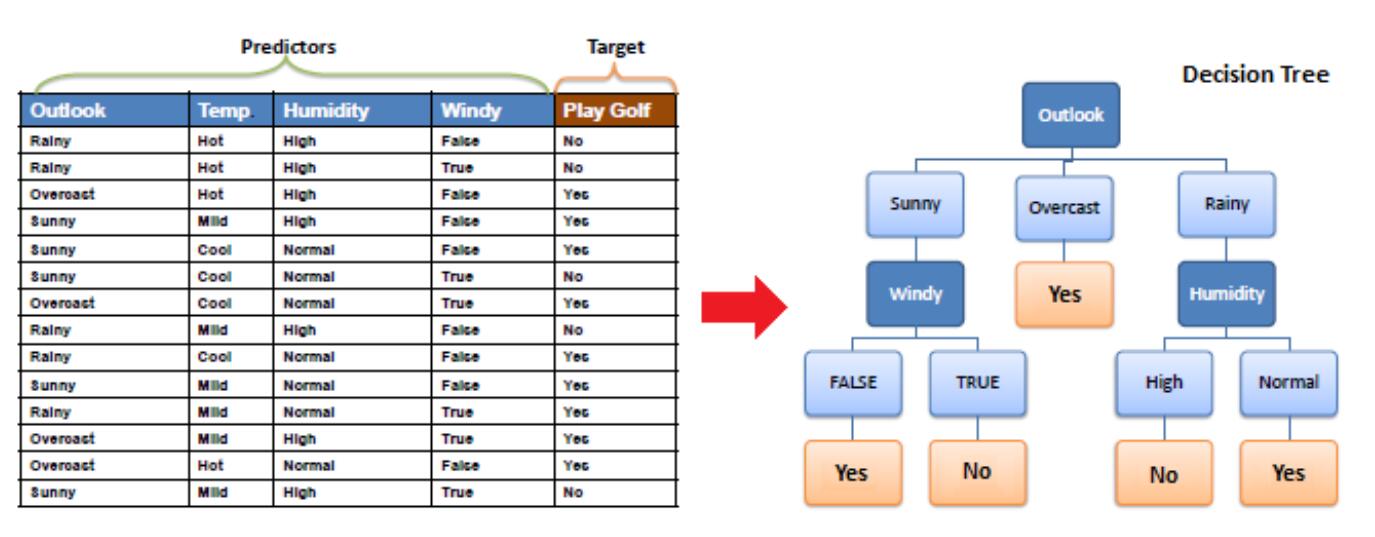 Predictors Target
Outlook Temp. Humidity Windy Play Golf
Rainy Hot High False No
Rainy Hot High True No
Overcast Hot High False Yes
Sunny Mild High False Yes
Sunny Cool Normal False Yes
Sunny Cool Normal True No
Overcast Cool Normal True Yes
Rainy Mild High False No
Rainy Cool Normal False Yes
Sunny Mild Normal False Yes
Rainy Mild Normal True Yes
Overcast Mild High True Yes
Overcast Hot Normal False Yes
Sunny Mild High True No
Decision Tree
Outlook
Sunny Overcast Rainy
Windy Yes Humidity
FALSE TRUE High Normal
Yes No No Yes